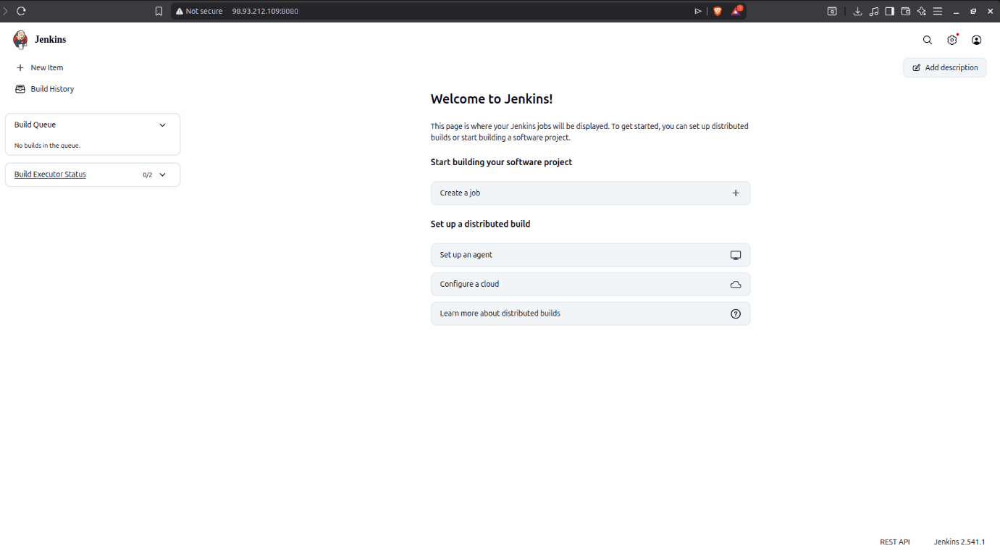 Not secure 98.93.212.109:8080
1
Jenkins
New Item
Add description
Build History
Welcome to Jenkins!
Build Queue
This page is where your Jenkins jobs will be displayed. To get started, you can set up distributed
builds or start building a software project.
No builds in the queue.
Start building your software project
Build Executor Status 0/2
Create a job
Set up a distributed build
Set up an agent
Configure a cloud
Learn more about distributed builds
REST API Jenkins 2.541.1